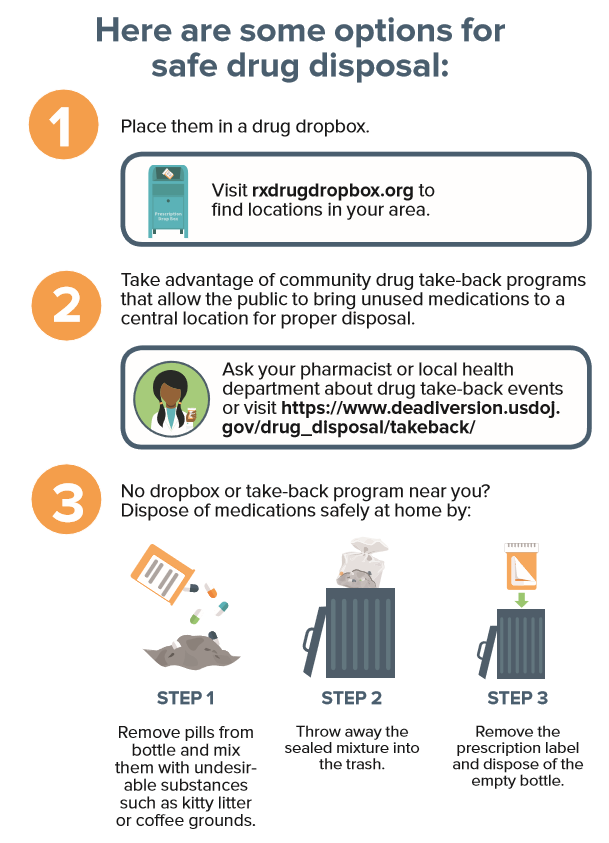 Here are some options for
safe drug disposal:
1
Place them in a drug dropbox.
Prescription
Drop Box
Visit rxdrugdropbox.org to
find locations in your area.
2
Take advantage of community drug take-back programs
that allow the public to bring unused medications to a
central location for proper disposal.
Ask your pharmacist or local health
department about drug take-back events
or visit https://www.deadiversion.usdoj.
gov/drug_disposal/takeback/
3
No dropbox or take-back program near you?
Dispose of medications safely at home by:
STEP 1
Remove pills from
bottle and mix
them with undesir-
able substances
such as kitty litter
or coffee grounds.
STEP 2
Throw away the
sealed mixture into
the trash.
STEP 3
Remove the
prescription label
and dispose of the
empty bottle.